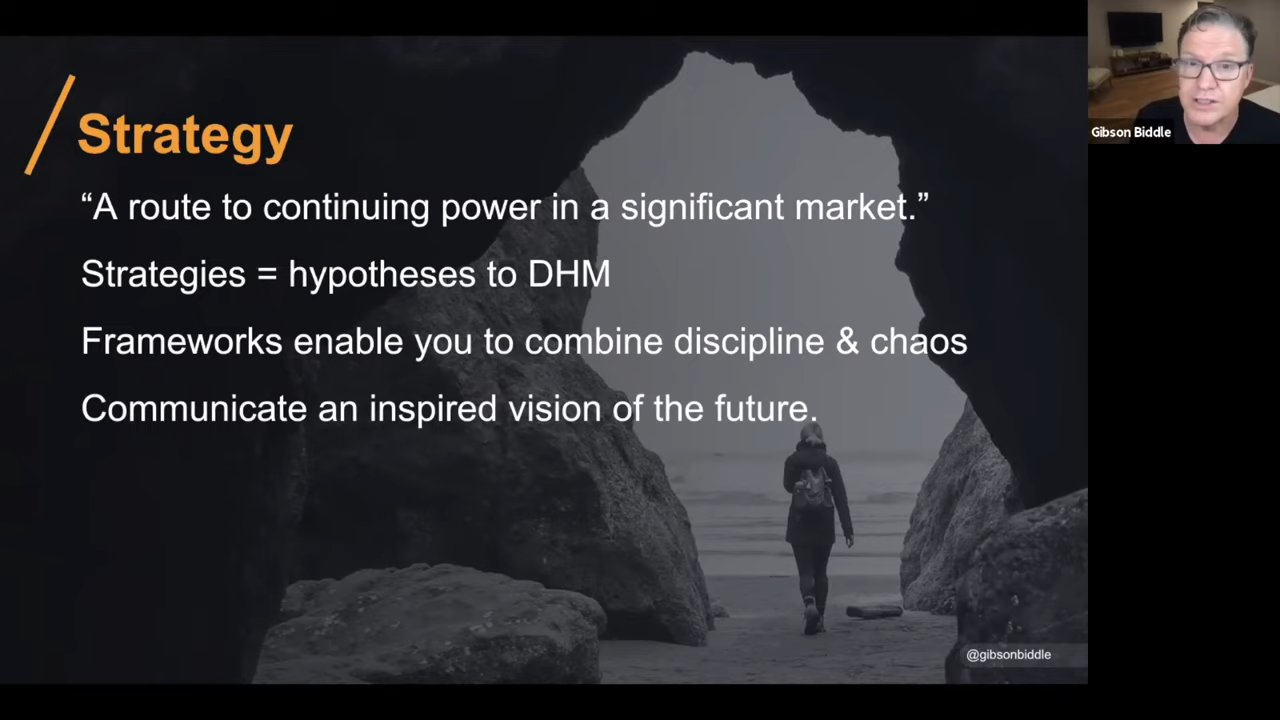 Strategy
“A route to continuing power in a significant market.”
Strategies = hypotheses to DHM
Frameworks enable you to combine discipline & chaos
Communicate an inspired vision of the future.
@gibsonbiddle
Gibson Biddle